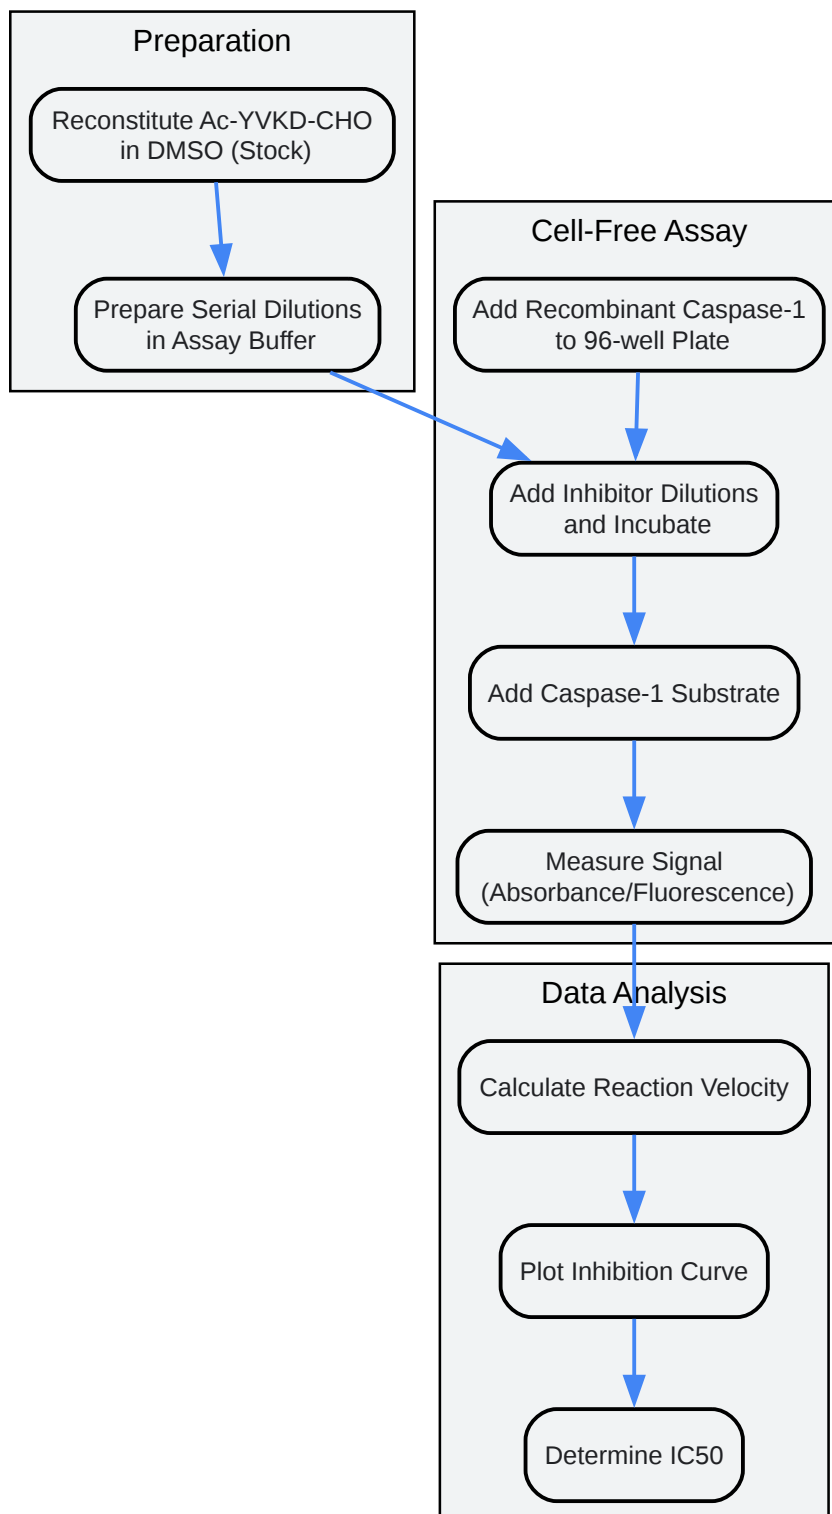 Preparation
Reconstitute Ac-YVKD-CHO
in DMSO (Stock)
Prepare Serial Dilutions
in Assay Buffer
Cell-Free Assay
Add Recombinant Caspase-1
to 96-well Plate
Add Inhibitor Dilutions
and Incubate
Add Caspase-1 Substrate
Measure Signal
(Absorbance/Fluorescence)
Data Analysis
Calculate Reaction Velocity
Plot Inhibition Curve
Determine IC50